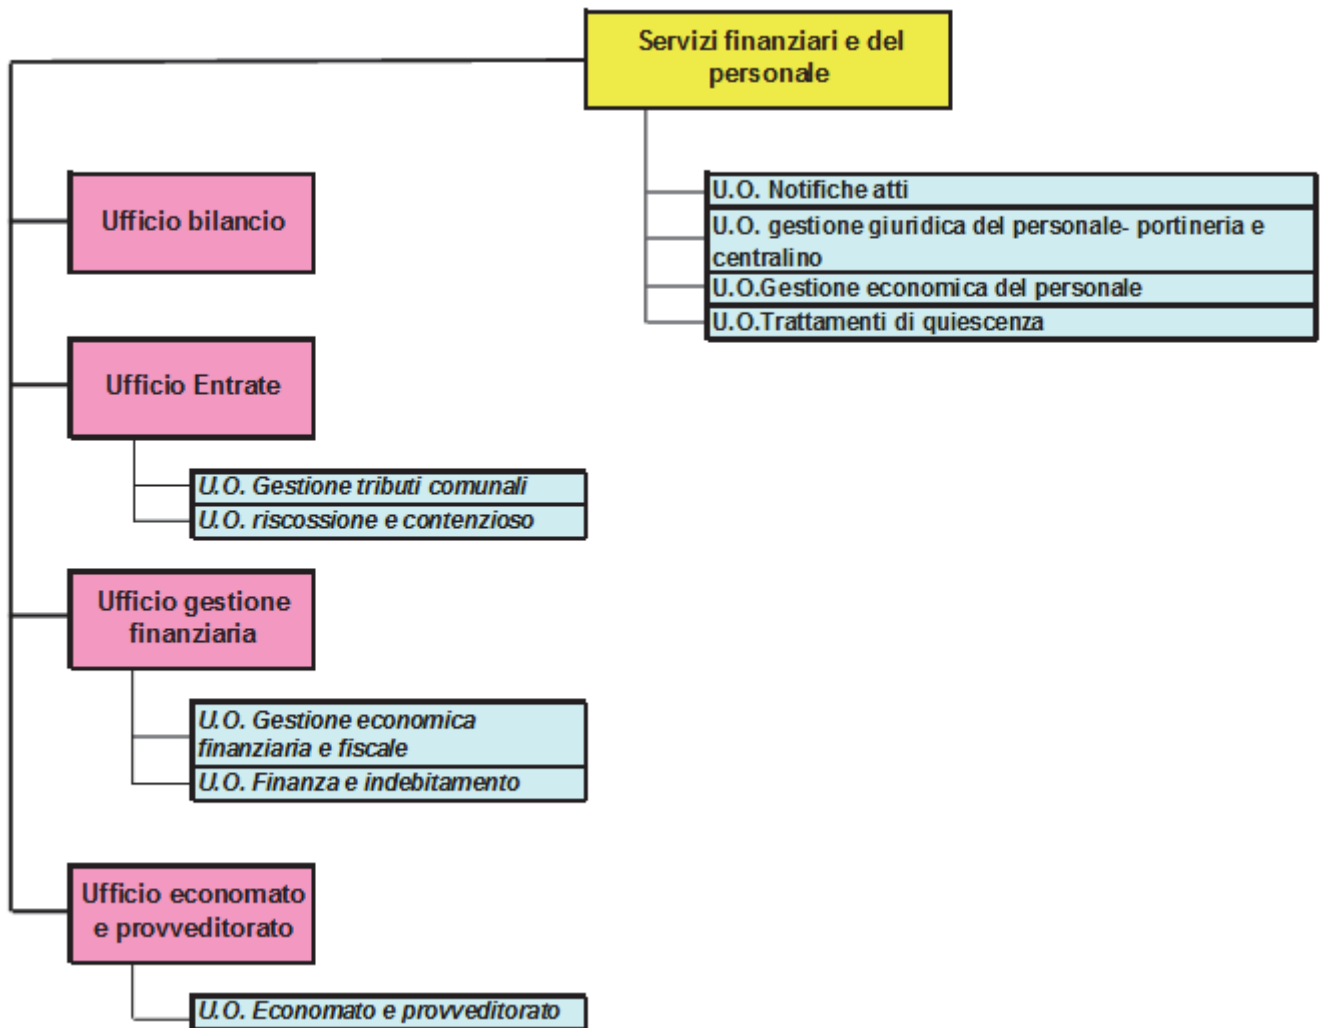 Servizi finanziari e del
personale
U.O. Notifiche atti
U.O. gestione giuridica del personale- portineria e
centralino
U.O.Gestione economica del personale
U.O.Trattamenti di quiescenza
Ufficio bilancio
Ufficio Entrate
U.O. Gestione tributi comunali
U.O. riscossione e contenzioso
Ufficio gestione
finanziaria
U.O. Gestione economica
finanziaria e fiscale
U.O. Finanza e indebitamento
Ufficio economato
e provveditorato
U.O. Economato e provveditorato